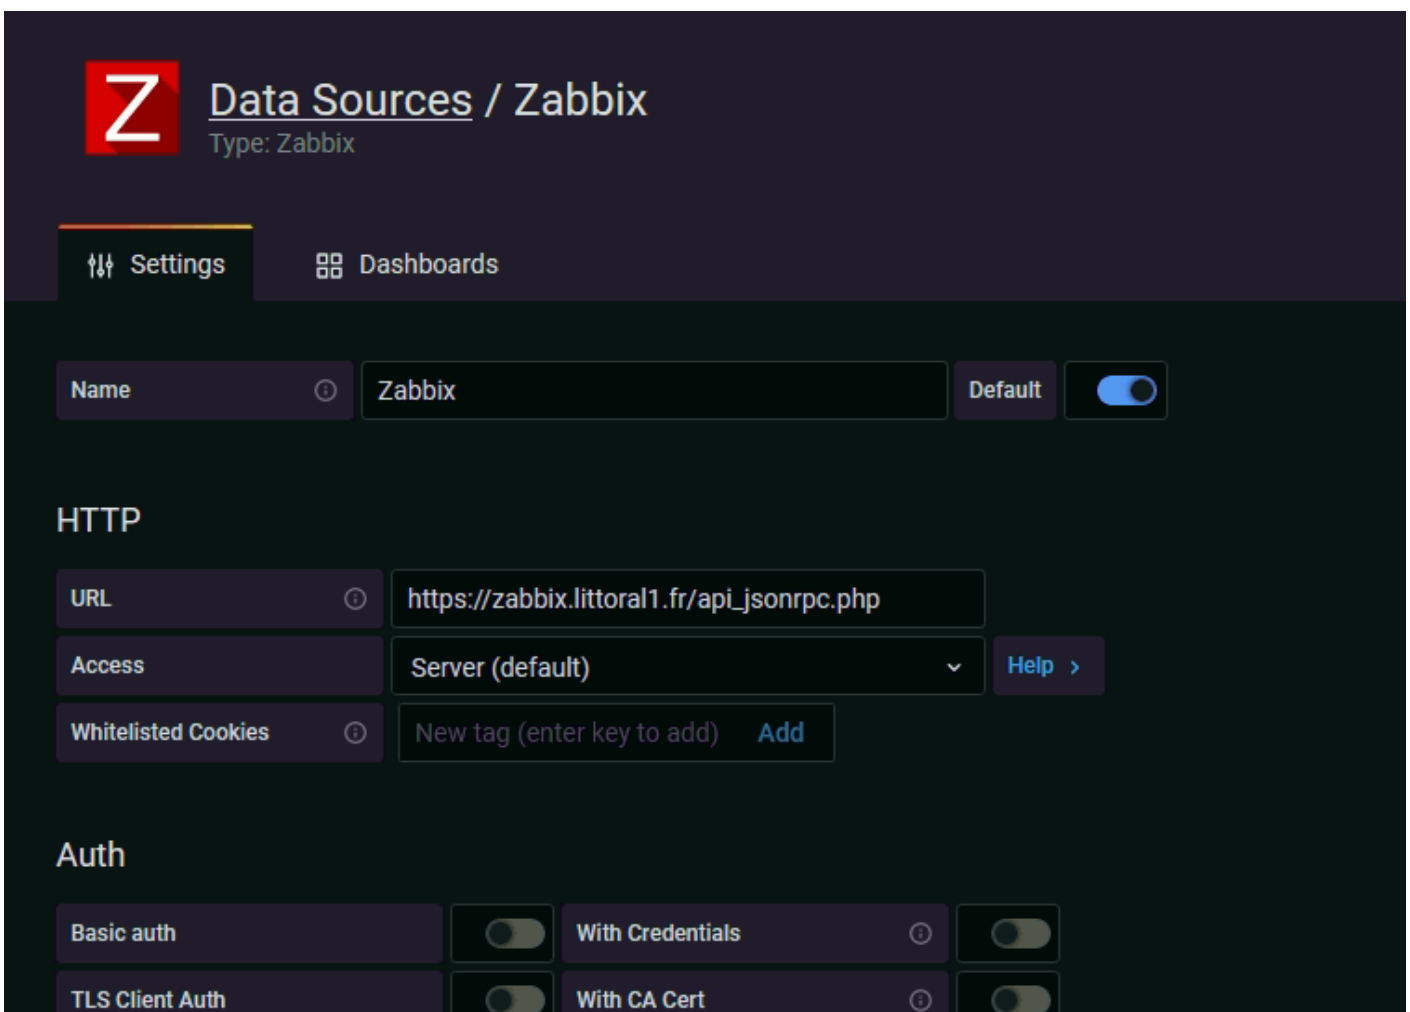 Z
Data Sources / Zabbix
Type: Zabbix
Settings
Dashboards
Name
Zabbix
Default
HTTP
URL
https://zabbix.littoral1.fr/api_jsonrpc.php
Access
Server (default)
Help
Whitelisted Cookies
New tag (enter key to add)
Add
Auth
Basic auth
With Credentials
TLS Client Auth
With CA Cert